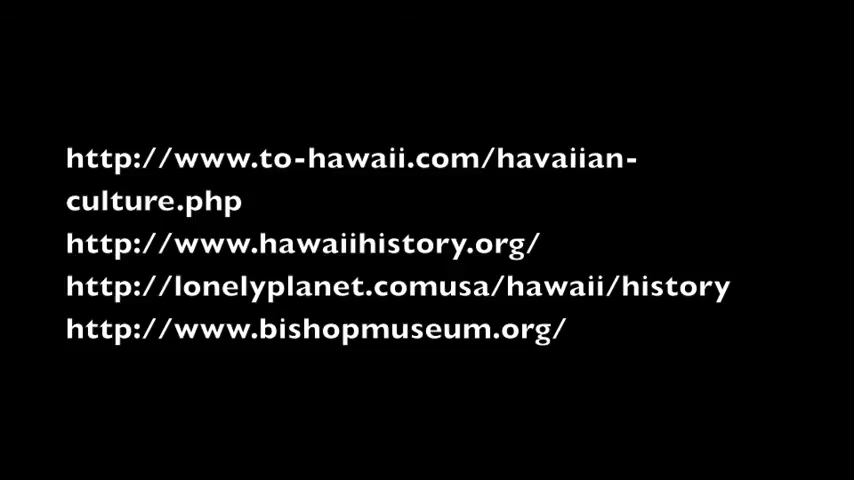 http://www.to-hawaii.com/havaiian-
culture.php
http://www.hawaiihistory.org/
http://lonelyplanet.comusa/hawaii/history
http://www.bishopmuseum.org/